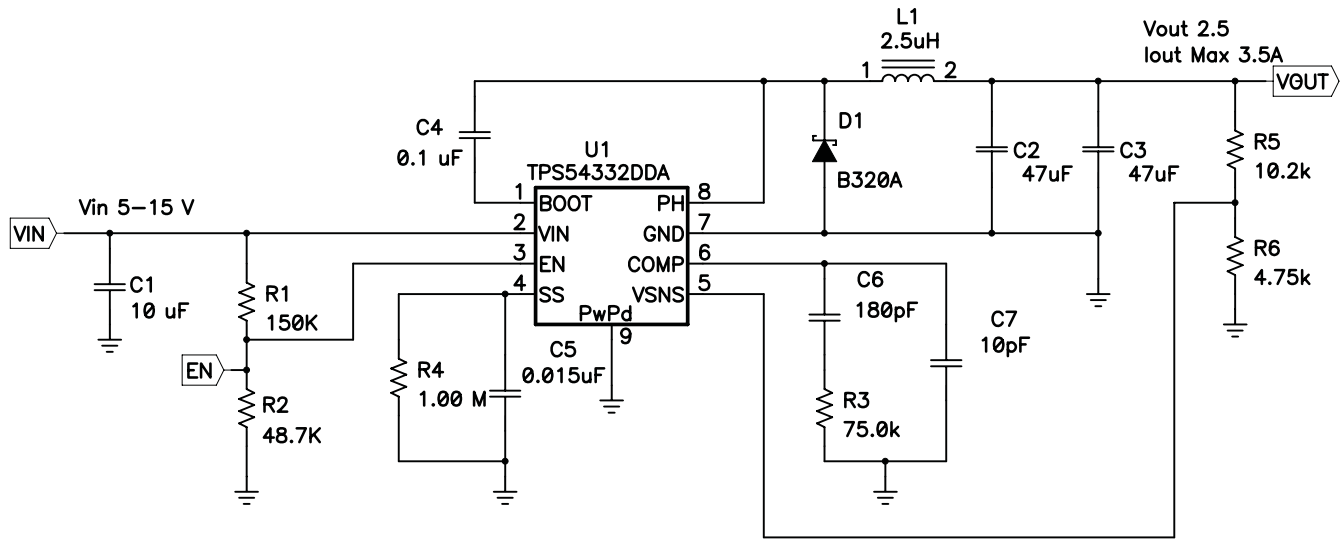 L1
2.5uH
1 2
Vout 2.5
Iout Max 3.5A
VOUT
C4
0.1 uF
D1
B320A
C2
47uF
C3
47uF
R5
10.2k
U1
TPS54332DDA
1 BOOT PH 8
2 VIN GND 7
3 EN COMP 6
4 SS VSNS 5
PwPd
9
Vin 5-15 V
VIN
C1
10 uF
R1
150K
EN
R2
48.7K
R4
1.00 M
C5
0.015uF
C6
180pF
C7
10pF
R3
75.0k
R6
4.75k